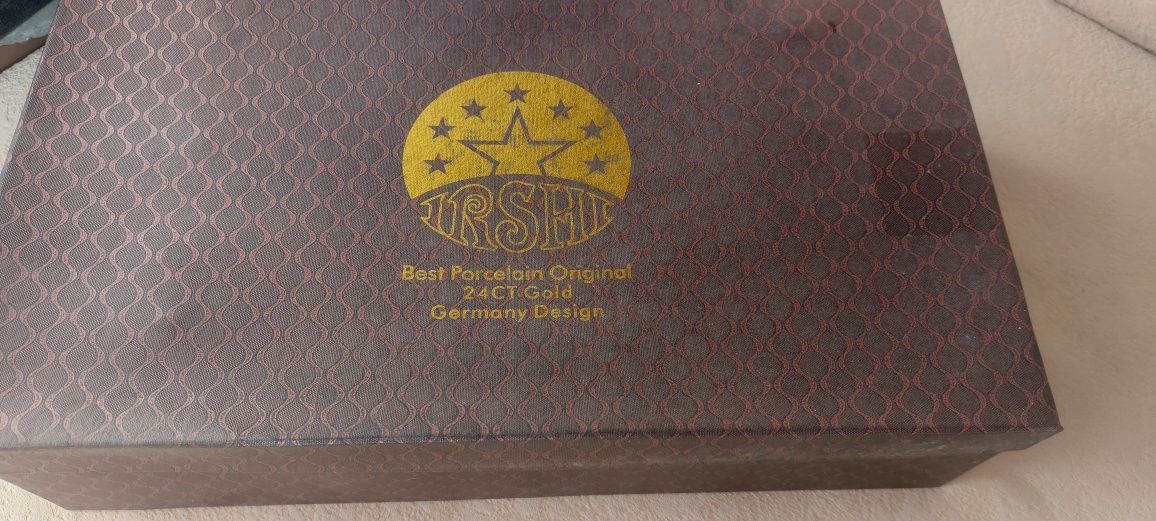 IRSHI
Best Porcelain Original
24CT Gold
Germany Design